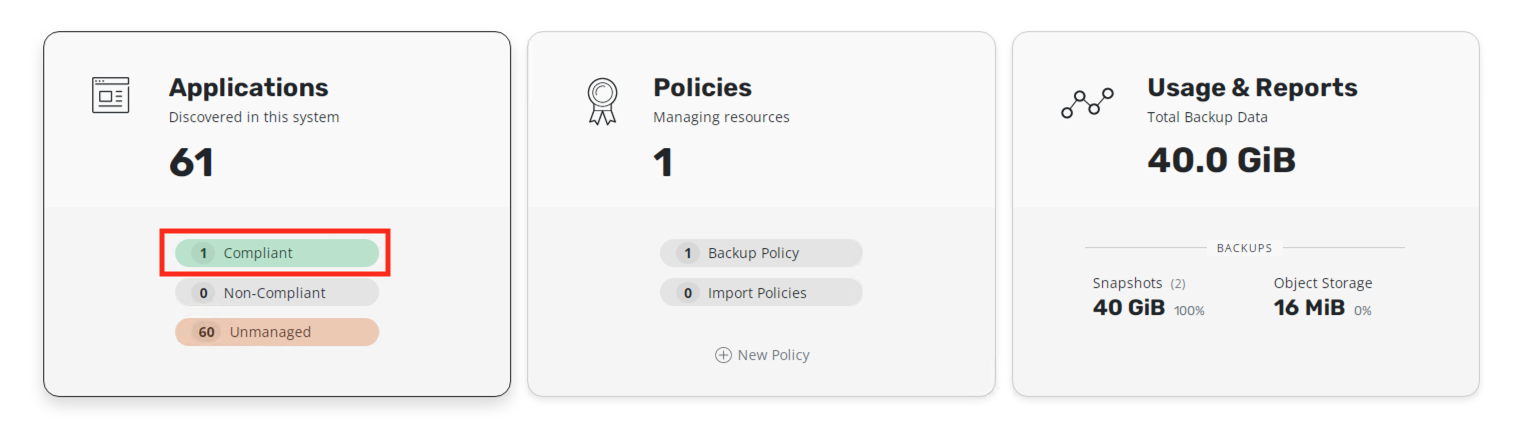 Applications
Discovered in this system
61
1 Compliant
0 Non-Compliant
60 Unmanaged
Policies
Managing resources
1
1 Backup Policy
0 Import Policies
New Policy
Usage & Reports
Total Backup Data
40.0 GiB
BACKUPS
Snapshots (2)
40 GiB 100%
Object Storage
16 MiB 0%